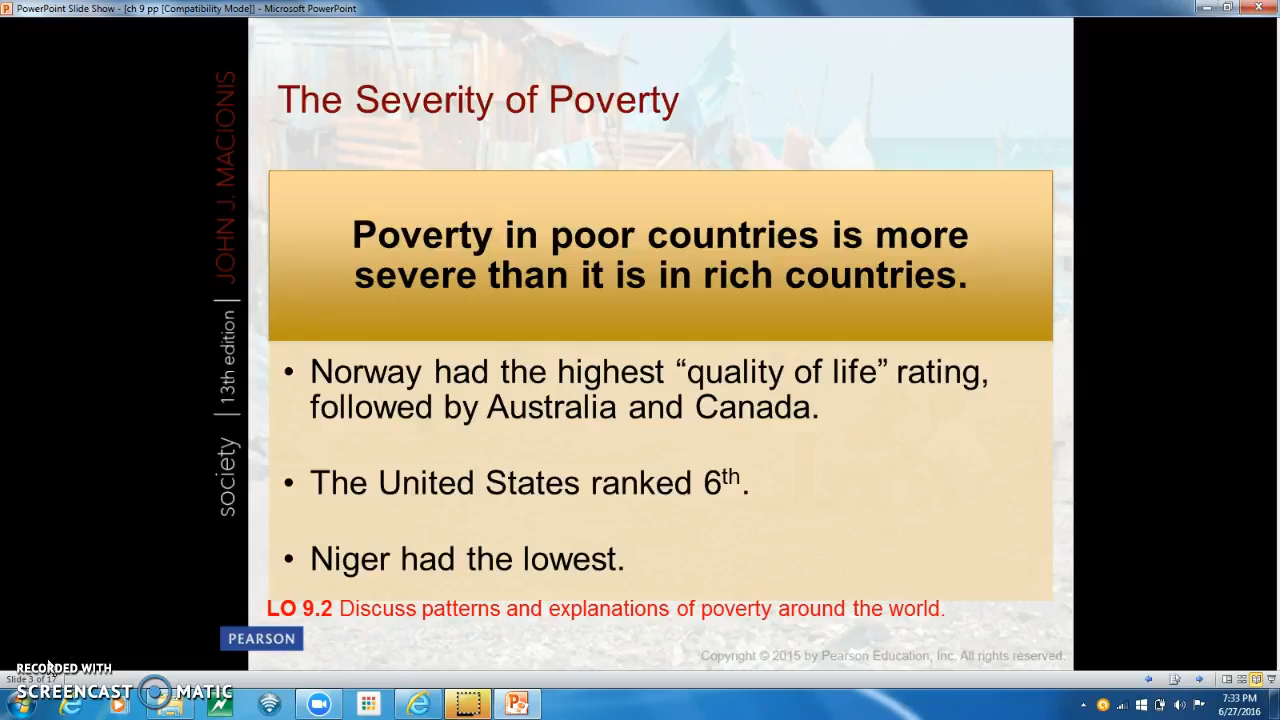 PowerPoint Slide Show - [ch 9 pp [Compatibility Mode]] - Microsoft PowerPoint
The Severity of Poverty
society | 13th edition | JOHN J. MACIONIS
Poverty in poor countries is more
severe than it is in rich countries.
• Norway had the highest “quality of life” rating,
followed by Australia and Canada.
• The United States ranked 6th.
• Niger had the lowest.
LO 9.2 Discuss patterns and explanations of poverty around the world.
PEARSON
Copyright © 2015 by Pearson Education, Inc. All rights reserved.
RECORDED WITH
Slide 3 of 17
SCREENCAST MATIC
7:33 PM
6/27/2016